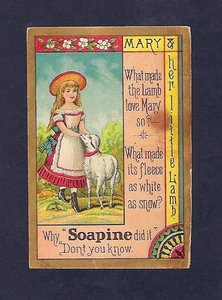 MARY &
her little Lamb
What made
the Lamb
love Mary
so?
What made
its fleece
as white
as snow?
Why "Soapine did it"
"Dont you know.